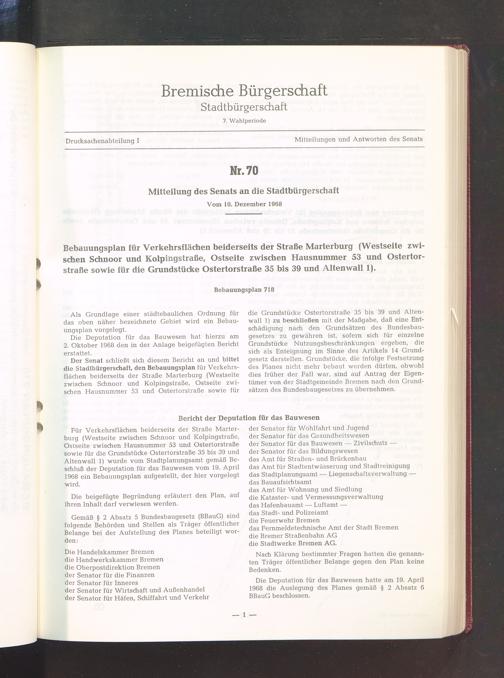 Bremische Bürgerschaft
Stadtbürgerschaft
7. Wahlperiode
Drucksachenabteilung I
Mitteilungen und Antworten des Senats
Nr. 70
Mitteilung des Senats an die Stadtbürgerschaft
Vom 10. Dezember 1968
Bebauungsplan für Verkehrsflächen beiderseits der Straße Marterburg (Westseite zwi-
schen Schnoor und Kolpingstraße, Ostseite zwischen Hausnummer 53 und Ostertor-
straße sowie für die Grundstücke Ostertorstraße 35 bis 39 und Altenwall 1).
Bebauungsplan 718
Als Grundlage einer städtebaulichen Ordnung für
das oben näher bezeichnete Gebiet wird ein Bebau-
ungsplan vorgelegt.
Die Deputation für das Bauwesen hat hierzu am
2. Oktober 1968 den in der Anlage beigefügten Bericht
erstattet.
Der Senat schließt sich diesem Bericht an und bittet
die Stadtbürgerschaft, den Bebauungsplan für Verkehrs-
flächen beiderseits der Straße Marterburg (Westseite
zwischen Schnoor und Kolpingstraße, Ostseite zwi-
schen Hausnummer 53 und Ostertorstraße sowie für
die Grundstücke Ostertorstraße 35 bis 39 und Alten-
wall 1) zu beschließen mit der Maßgabe, daß eine Ent-
schädigung nach den Grundsätzen des Bundesbau-
gesetzes zu gewähren ist, sofern sich für einzelne
Grundstücke Nutzungsbeschränkungen ergeben, die
sich als Enteignung im Sinne des Artikels 14 Grund-
gesetz darstellen. Grundstücke, die infolge Festsetzung
des Planes nicht mehr bebaut werden dürfen, obwohl
dies früher der Fall war, sind auf Antrag der Eigen-
tümer von der Stadtgemeinde Bremen nach den Grund-
sätzen des Bundesbaugesetzes zu übernehmen.
Bericht der Deputation für das Bauwesen
Für Verkehrsflächen beiderseits der Straße Marter-
burg (Westseite zwischen Schnoor und Kolpingstraße,
Ostseite zwischen Hausnummer 53 und Ostertorstraße
sowie für die Grundstücke Ostertorstraße 35 bis 39 und
Altenwall 1) wurde vom Stadtplanungsamt gemäß Be-
schluß der Deputation für das Bauwesen vom 19. April
1968 ein Bebauungsplan aufgestellt, der hier vorgelegt
wird.
Die beigefügte Begründung erläutert den Plan, auf
ihren Inhalt darf verwiesen werden.
Gemäß § 2 Absatz 5 Bundesbaugesetz (BBauG) sind
folgende Behörden und Stellen als Träger öffentlicher
Belange bei der Aufstellung des Planes beteiligt wor-
den:
Die Handelskammer Bremen
die Handwerkskammer Bremen
die Oberpostdirektion Bremen
der Senator für die Finanzen
der Senator für Inneres
der Senator für Wirtschaft und Außenhandel
der Senator für Häfen, Schiffahrt und Verkehr
der Senator für Wohlfahrt und Jugend
der Senator für das Gesundheitswesen
der Senator für das Bauwesen — Zivilschutz —
der Senator für das Bildungswesen
das Amt für Straßen- und Brückenbau
das Amt für Stadtentwässerung und Stadtreinigung
das Stadtplanungsamt — Liegenschaftsverwaltung —
das Bauaufsichtsamt
das Amt für Wohnung und Siedlung
die Kataster- und Vermessungsverwaltung
das Hafenbauamt — Luftamt —
das Stadt- und Polizeiamt
die Feuerwehr Bremen
das Fernmeldetechnische Amt der Stadt Bremen
die Bremer Straßenbahn AG
die Stadtwerke Bremen AG.
Nach Klärung bestimmter Fragen hatten die genann-
ten Träger öffentlicher Belange gegen den Plan keine
Bedenken.
Die Deputation für das Bauwesen hatte am 19. April
1968 die Auslegung des Planes gemäß § 2 Absatz 6
BBauG beschlossen.
— 1 —